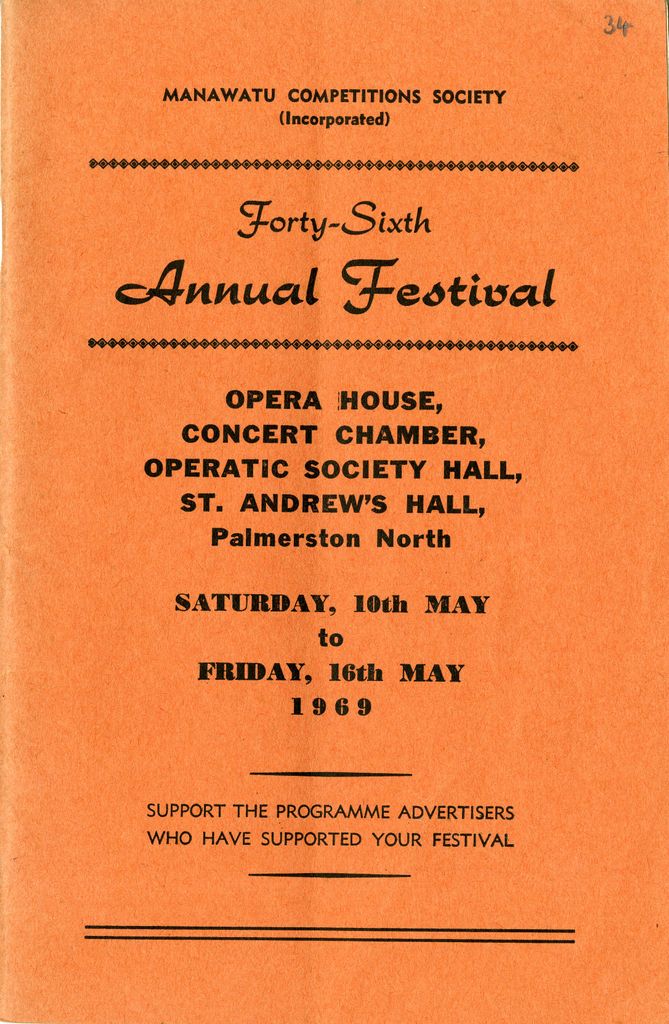 34
MANAWATU COMPETITIONS SOCIETY
(Incorporated)
Forty-Sixth
Annual Festival
OPERA HOUSE,
CONCERT CHAMBER,
OPERATIC SOCIETY HALL,
ST. ANDREW'S HALL,
Palmerston North
SATURDAY, 10th MAY
to
FRIDAY, 16th MAY
1969
SUPPORT THE PROGRAMME ADVERTISERS
WHO HAVE SUPPORTED YOUR FESTIVAL